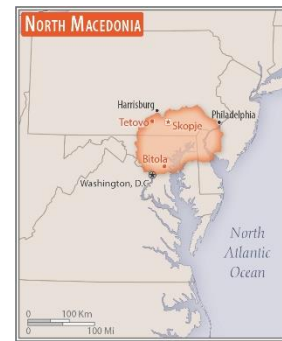 NORTH MACEDONIA
Harrisburg
Tetovo
Skopje
Philadelphia
Bitola
Washington, D.C.
North
Atlantic
Ocean
0 100 Km
0 100 Mi